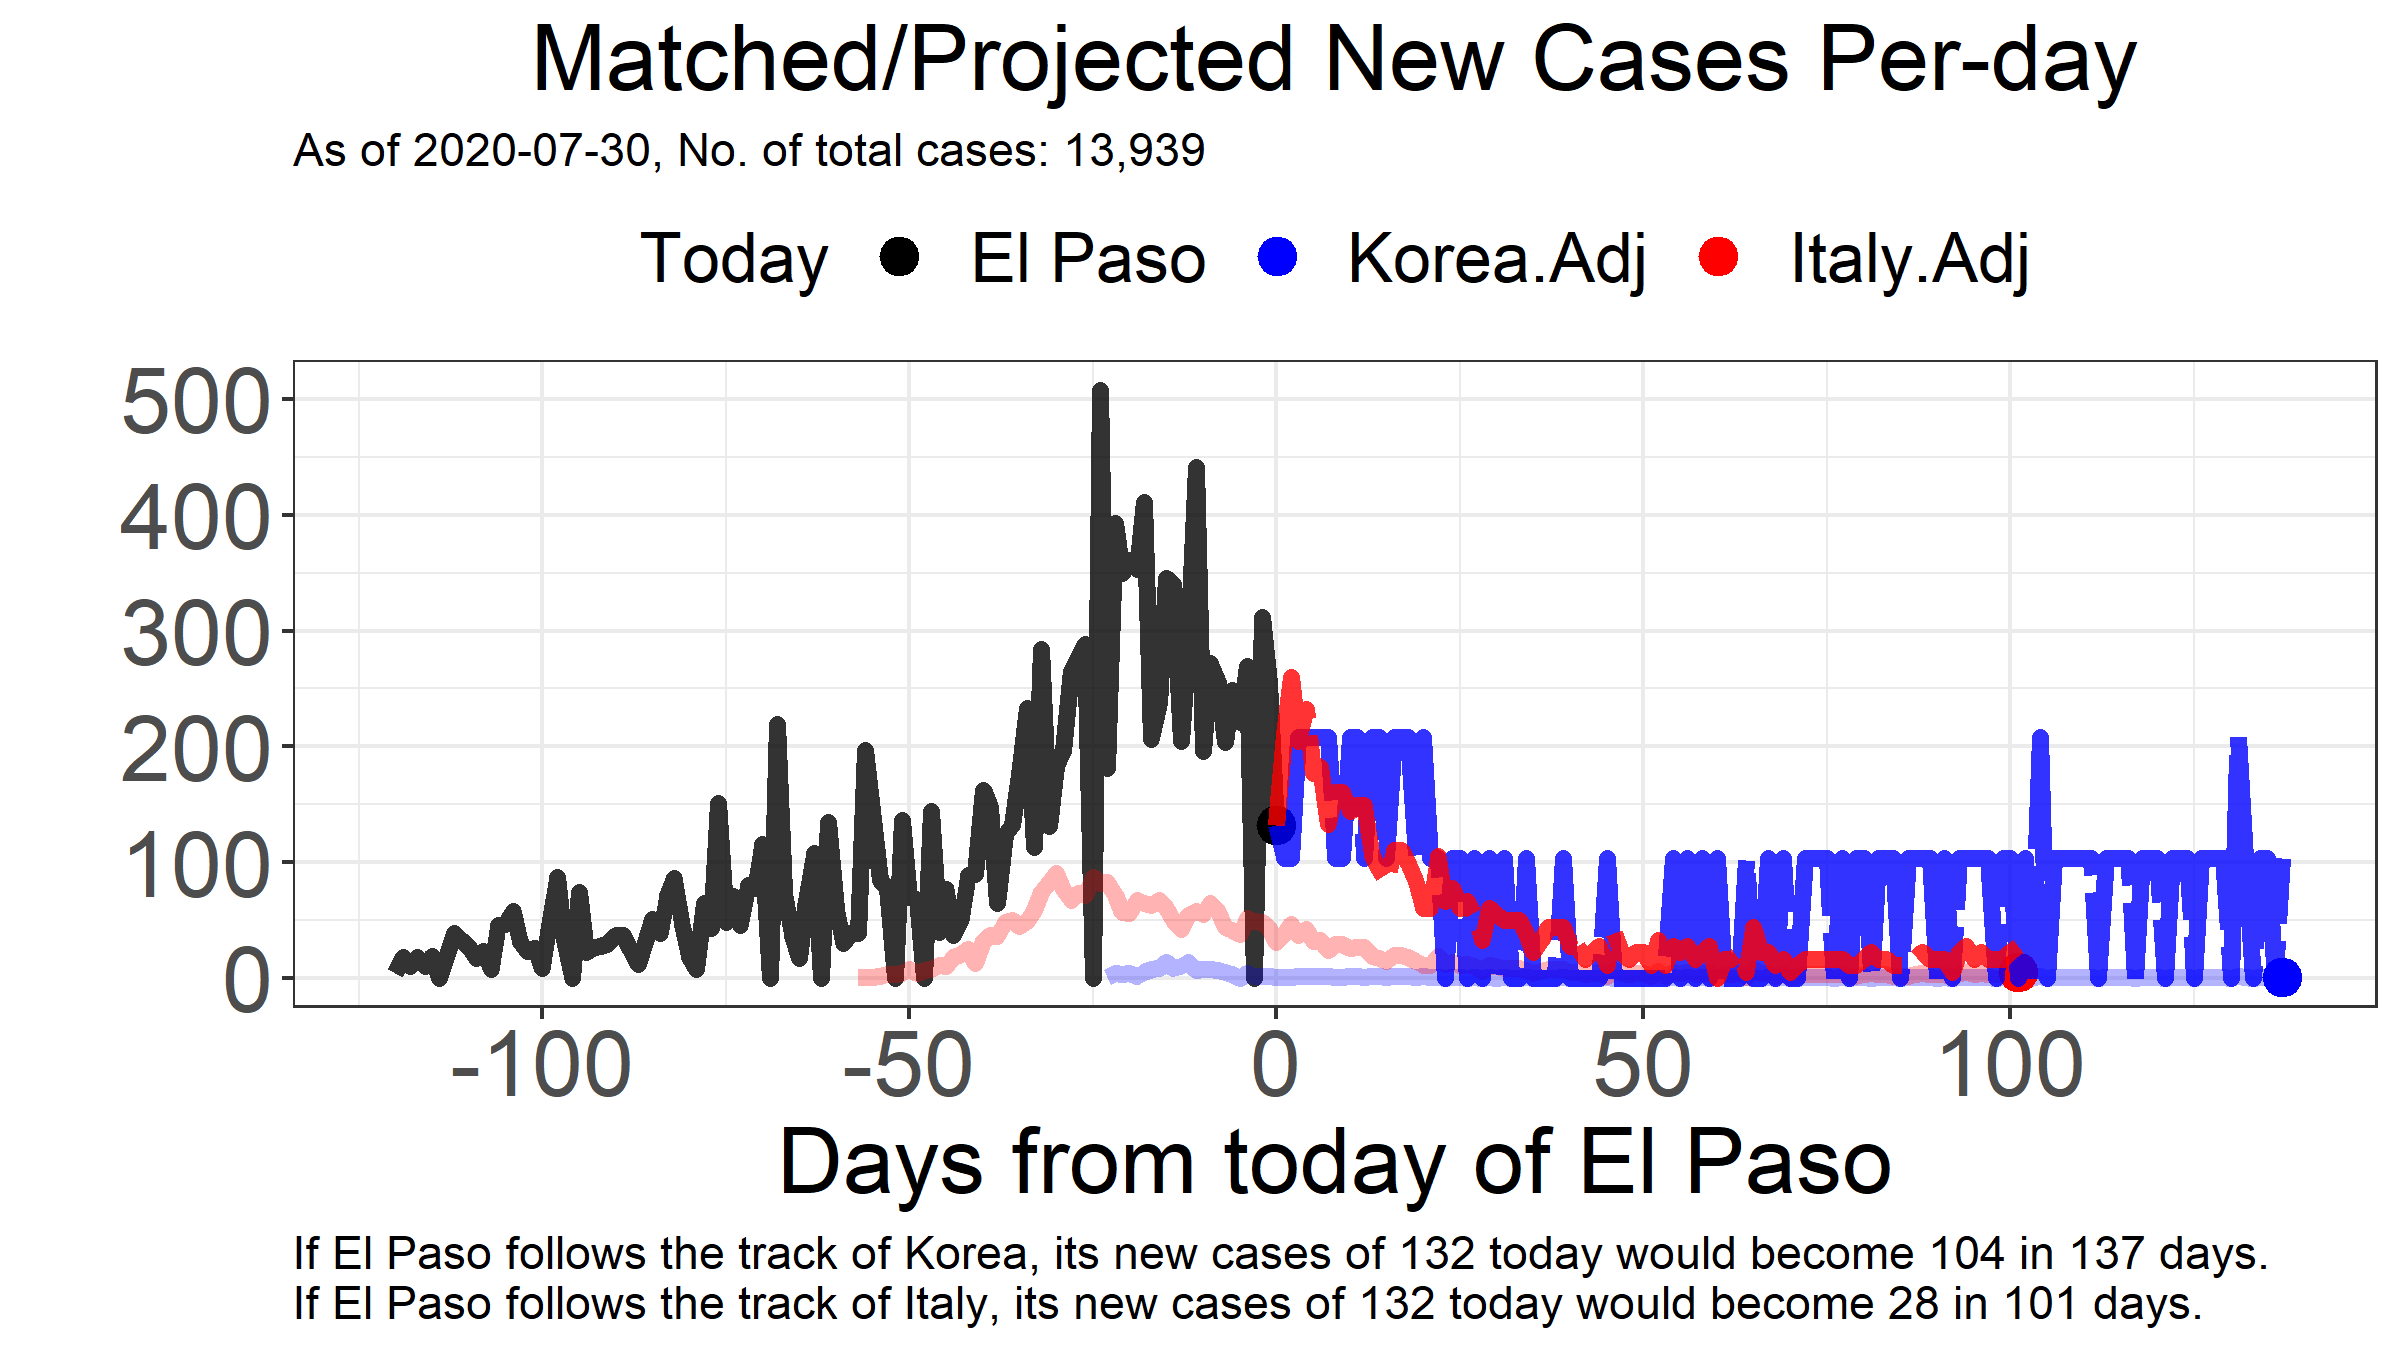 Matched/Projected New Cases Per-day
As of 2020-07-30, No. of total cases: 13,939
Today El Paso Korea.Adj Italy.Adj
500
400
300
200
100
0
-100 -50 0 50 100
Days from today of El Paso
If El Paso follows the track of Korea, its new cases of 132 today would become 104 in 137 days.
If El Paso follows the track of Italy, its new cases of 132 today would become 28 in 101 days.